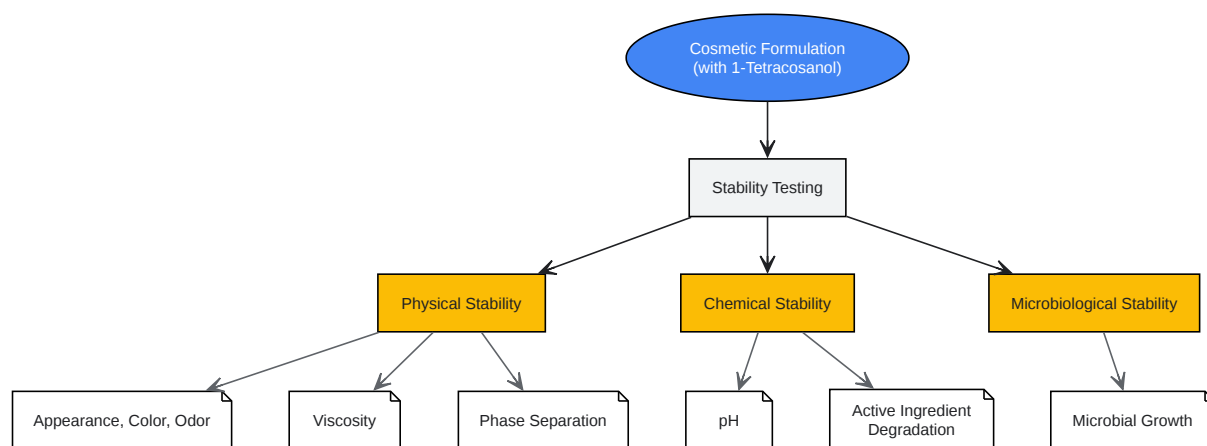 Cosmetic Formulation
(with 1-Tetracosanol)
Stability Testing
Physical Stability
Chemical Stability
Microbiological Stability
Appearance, Color, Odor
Viscosity
Phase Separation
pH
Active Ingredient
Degradation
Microbial Growth